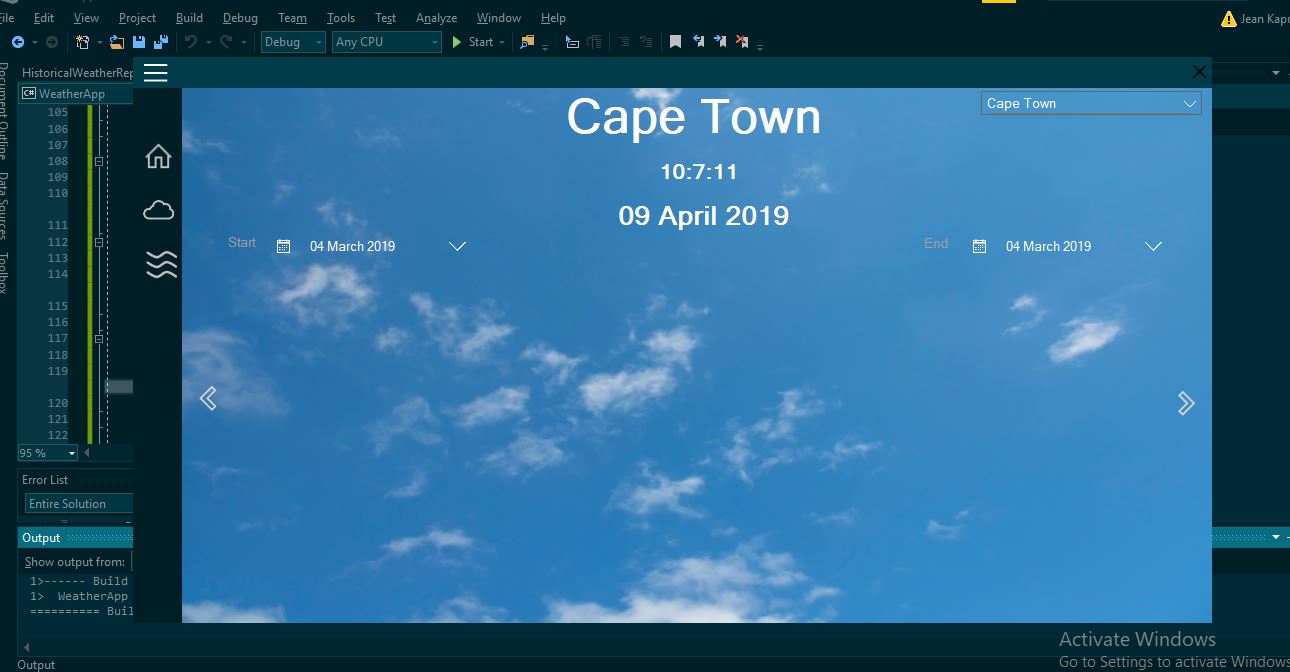 File Edit View Project Build Debug Team Tools Test Analyze Window Help
Jean Kapu
Debug Any CPU Start
Document Outline
Data Sources
Toolbox
HistoricalWeatherRep
C# WeatherApp
105
106
107
108
109
110
111
112
113
114
115
116
117
118
119
120
121
122
95 %
Error List
Entire Solution
Output
Show output from:
1>------ Build
1> WeatherApp
========== Buil
Output
Cape Town
Cape Town
10:7:11
09 April 2019
Start 04 March 2019
End 04 March 2019
Activate Windows
Go to Settings to activate Windows